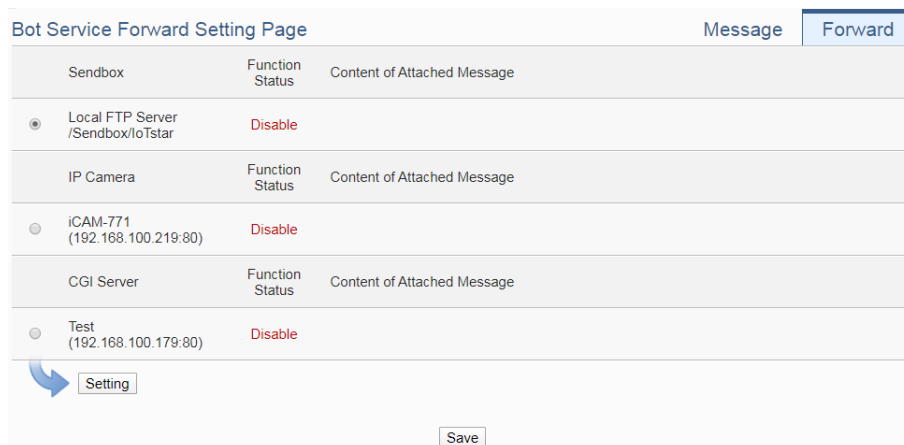 Bot Service Forward Setting Page
Message
Forward
Sendbox
Function
Status
Content of Attached Message
Local FTP Server
/Sendbox/IoTstar
Disable
IP Camera
Function
Status
Content of Attached Message
iCAM-771
(192.168.100.219:80)
Disable
CGI Server
Function
Status
Content of Attached Message
Test
(192.168.100.179:80)
Disable
Setting
Save